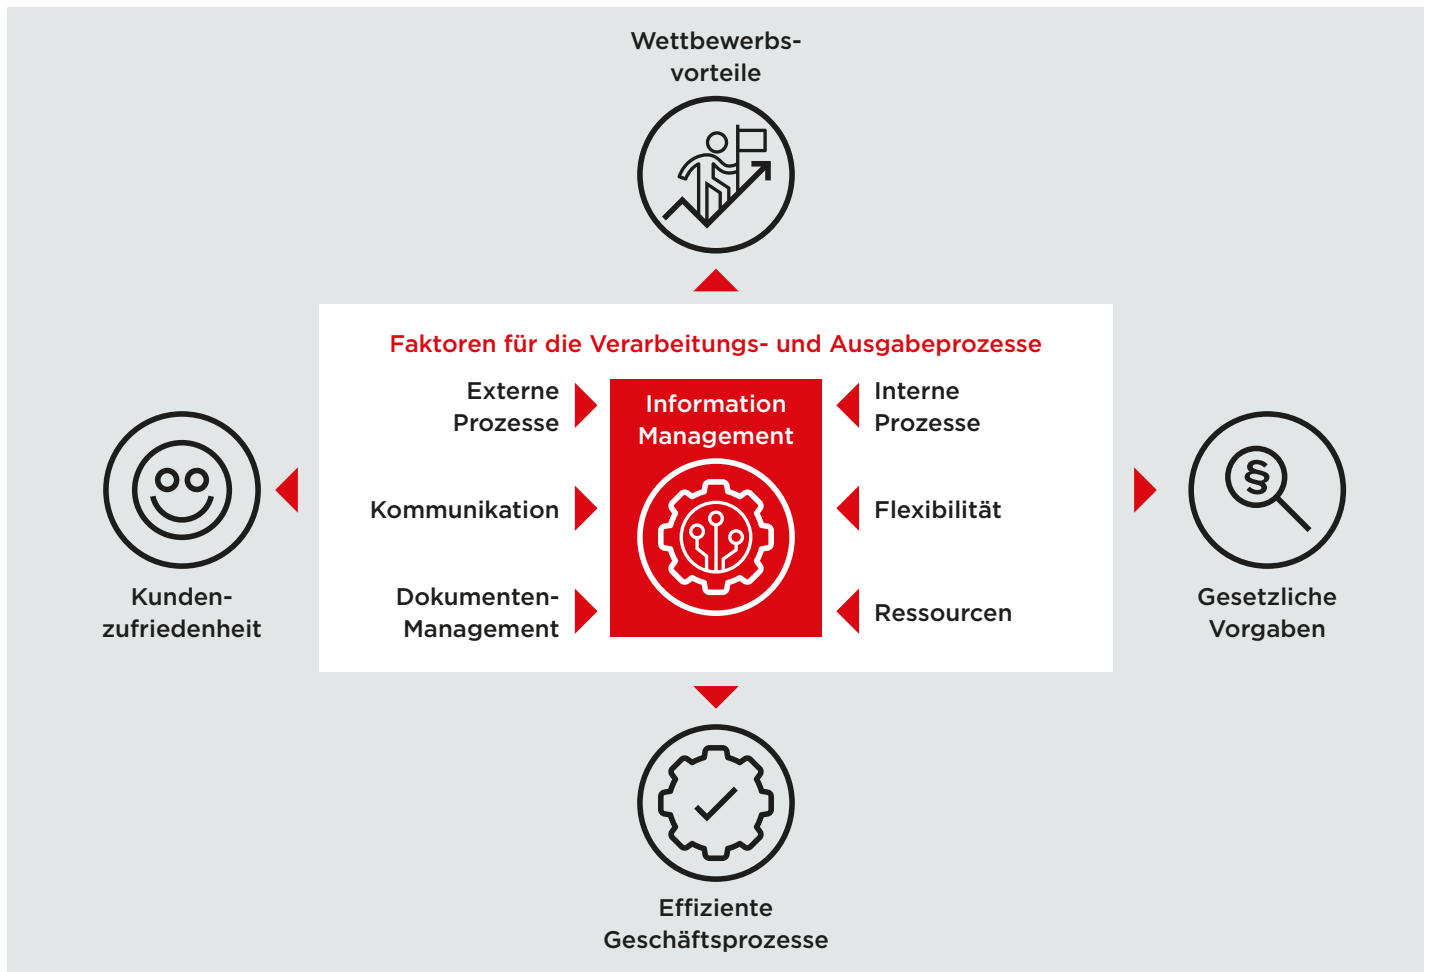 Wettbewerbs-
vorteile
Faktoren für die Verarbeitungs- und Ausgabeprozesse
Externe
Prozesse
Kommunikation
Dokumenten-
Management
Information
Management
Interne
Prozesse
Flexibilität
Ressourcen
Kunden-
zufriedenheit
§
Gesetzliche
Vorgaben
Effiziente
Geschäftsprozesse